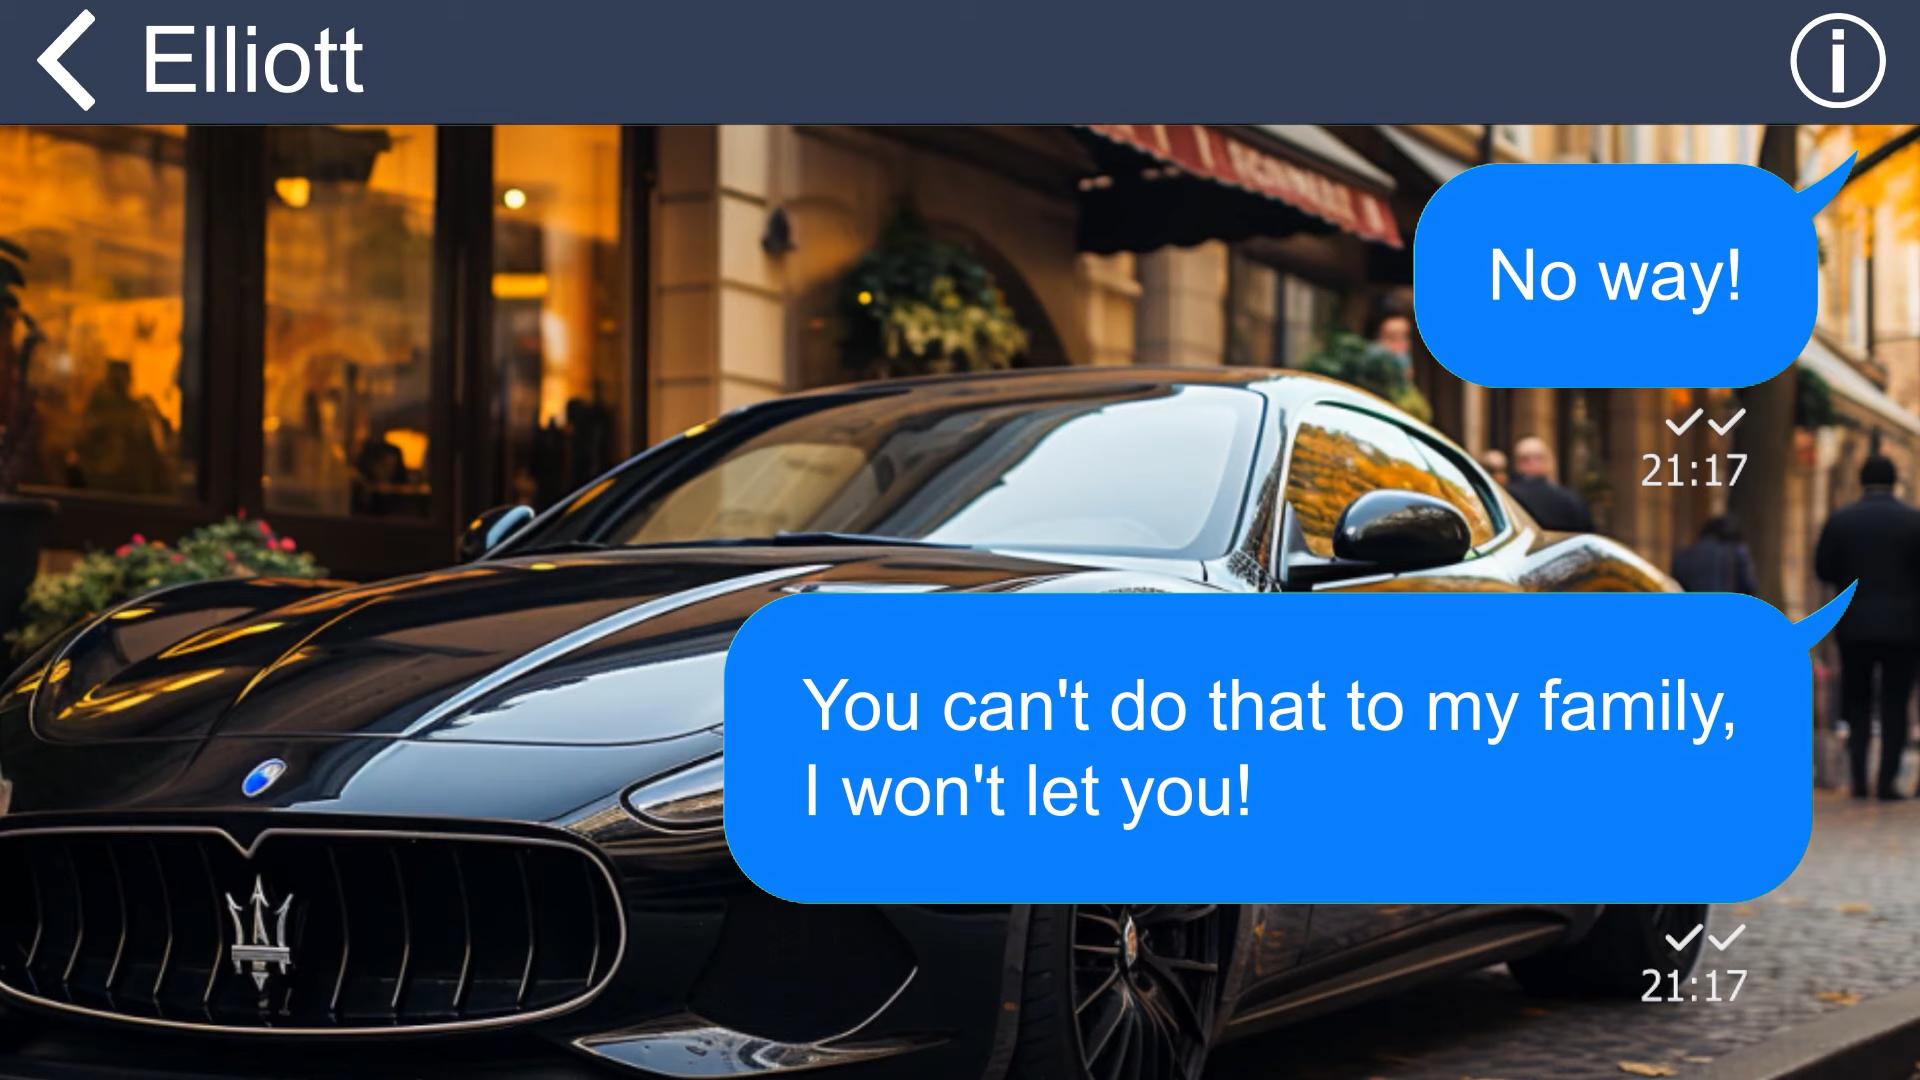 Elliott
No way!
21:17
You can't do that to my family,
I won't let you!
21:17